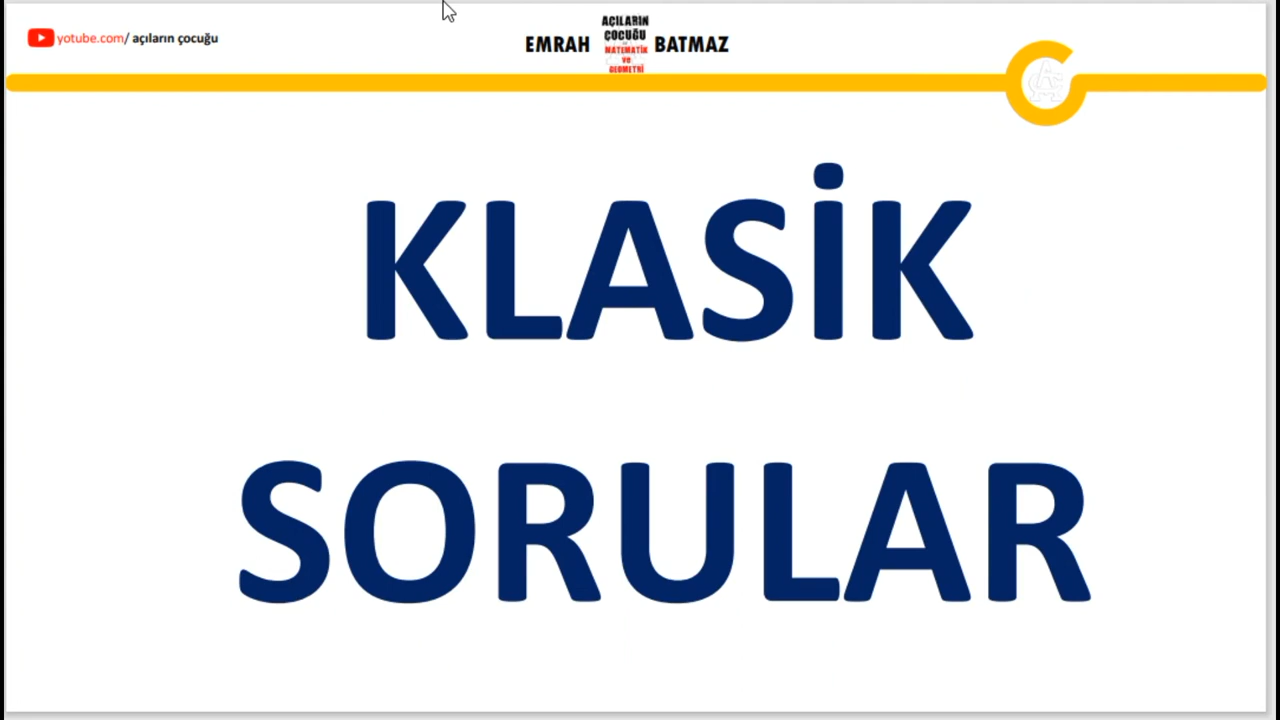 yotube.com/ açıların çocuğu
EMRAH BATMAZ
AÇILARIN
ÇOCUĞU
MATEMATİK
ve
GEOMETRİ
KLASİK
SORULAR